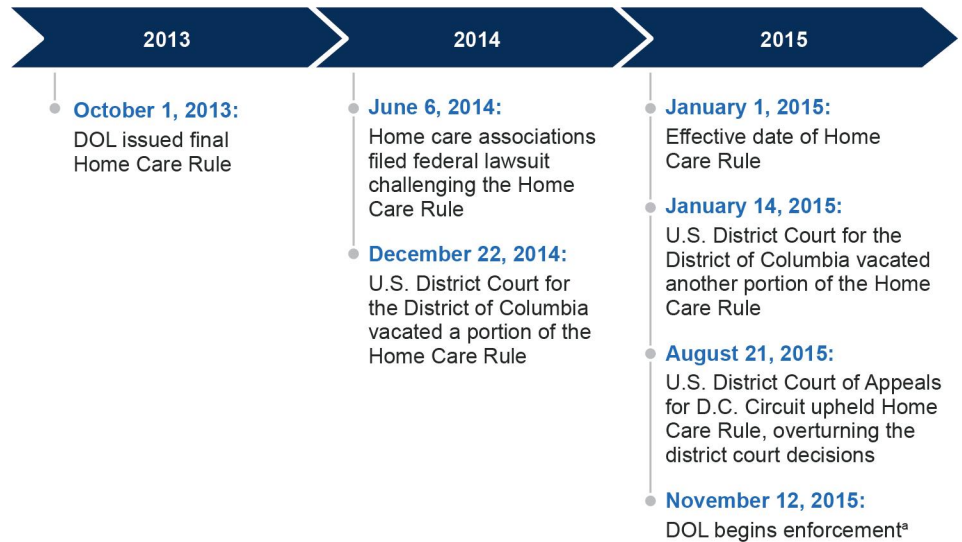 2013
October 1, 2013:
DOL issued final
Home Care Rule
2014
June 6, 2014:
Home care associations
filed federal lawsuit
challenging the Home
Care Rule
December 22, 2014:
U.S. District Court for
the District of Columbia
vacated a portion of the
Home Care Rule
2015
January 1, 2015:
Effective date of Home
Care Rule
January 14, 2015:
U.S. District Court for the
District of Columbia vacated
another portion of the Home
Care Rule
August 21, 2015:
U.S. District Court of Appeals
for D.C. Circuit upheld Home
Care Rule, overturning the
district court decisions
November 12, 2015:
DOL begins enforcementᵃ